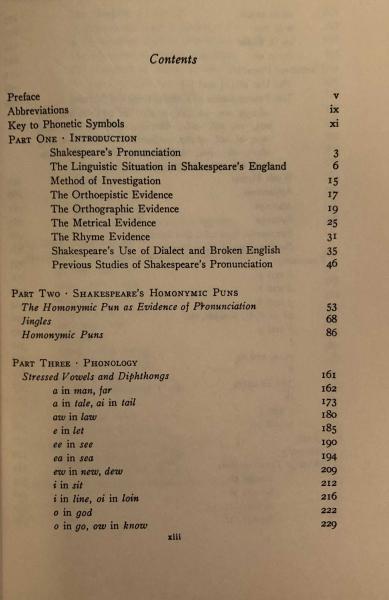 Contents
Preface v
Abbreviations ix
Key to Phonetic Symbols xi
Part One · Introduction
Shakespeare's Pronunciation 3
The Linguistic Situation in Shakespeare's England 6
Method of Investigation 15
The Orthoepistic Evidence 17
The Orthographic Evidence 19
The Metrical Evidence 25
The Rhyme Evidence 31
Shakespeare's Use of Dialect and Broken English 35
Previous Studies of Shakespeare's Pronunciation 46
Part Two · Shakespeare's Homonymic Puns
The Homonymic Pun as Evidence of Pronunciation 53
Jingles 68
Homonymic Puns 86
Part Three · Phonology
Stressed Vowels and Diphthongs 161
a in man, far 162
a in tale, ai in tail 173
aw in law 180
e in let 185
ee in see 190
ea in sea 194
ew in new, dew 209
i in sit 212
i in line, oi in loin 216
o in god 222
o in go, ow in know 229
xiii